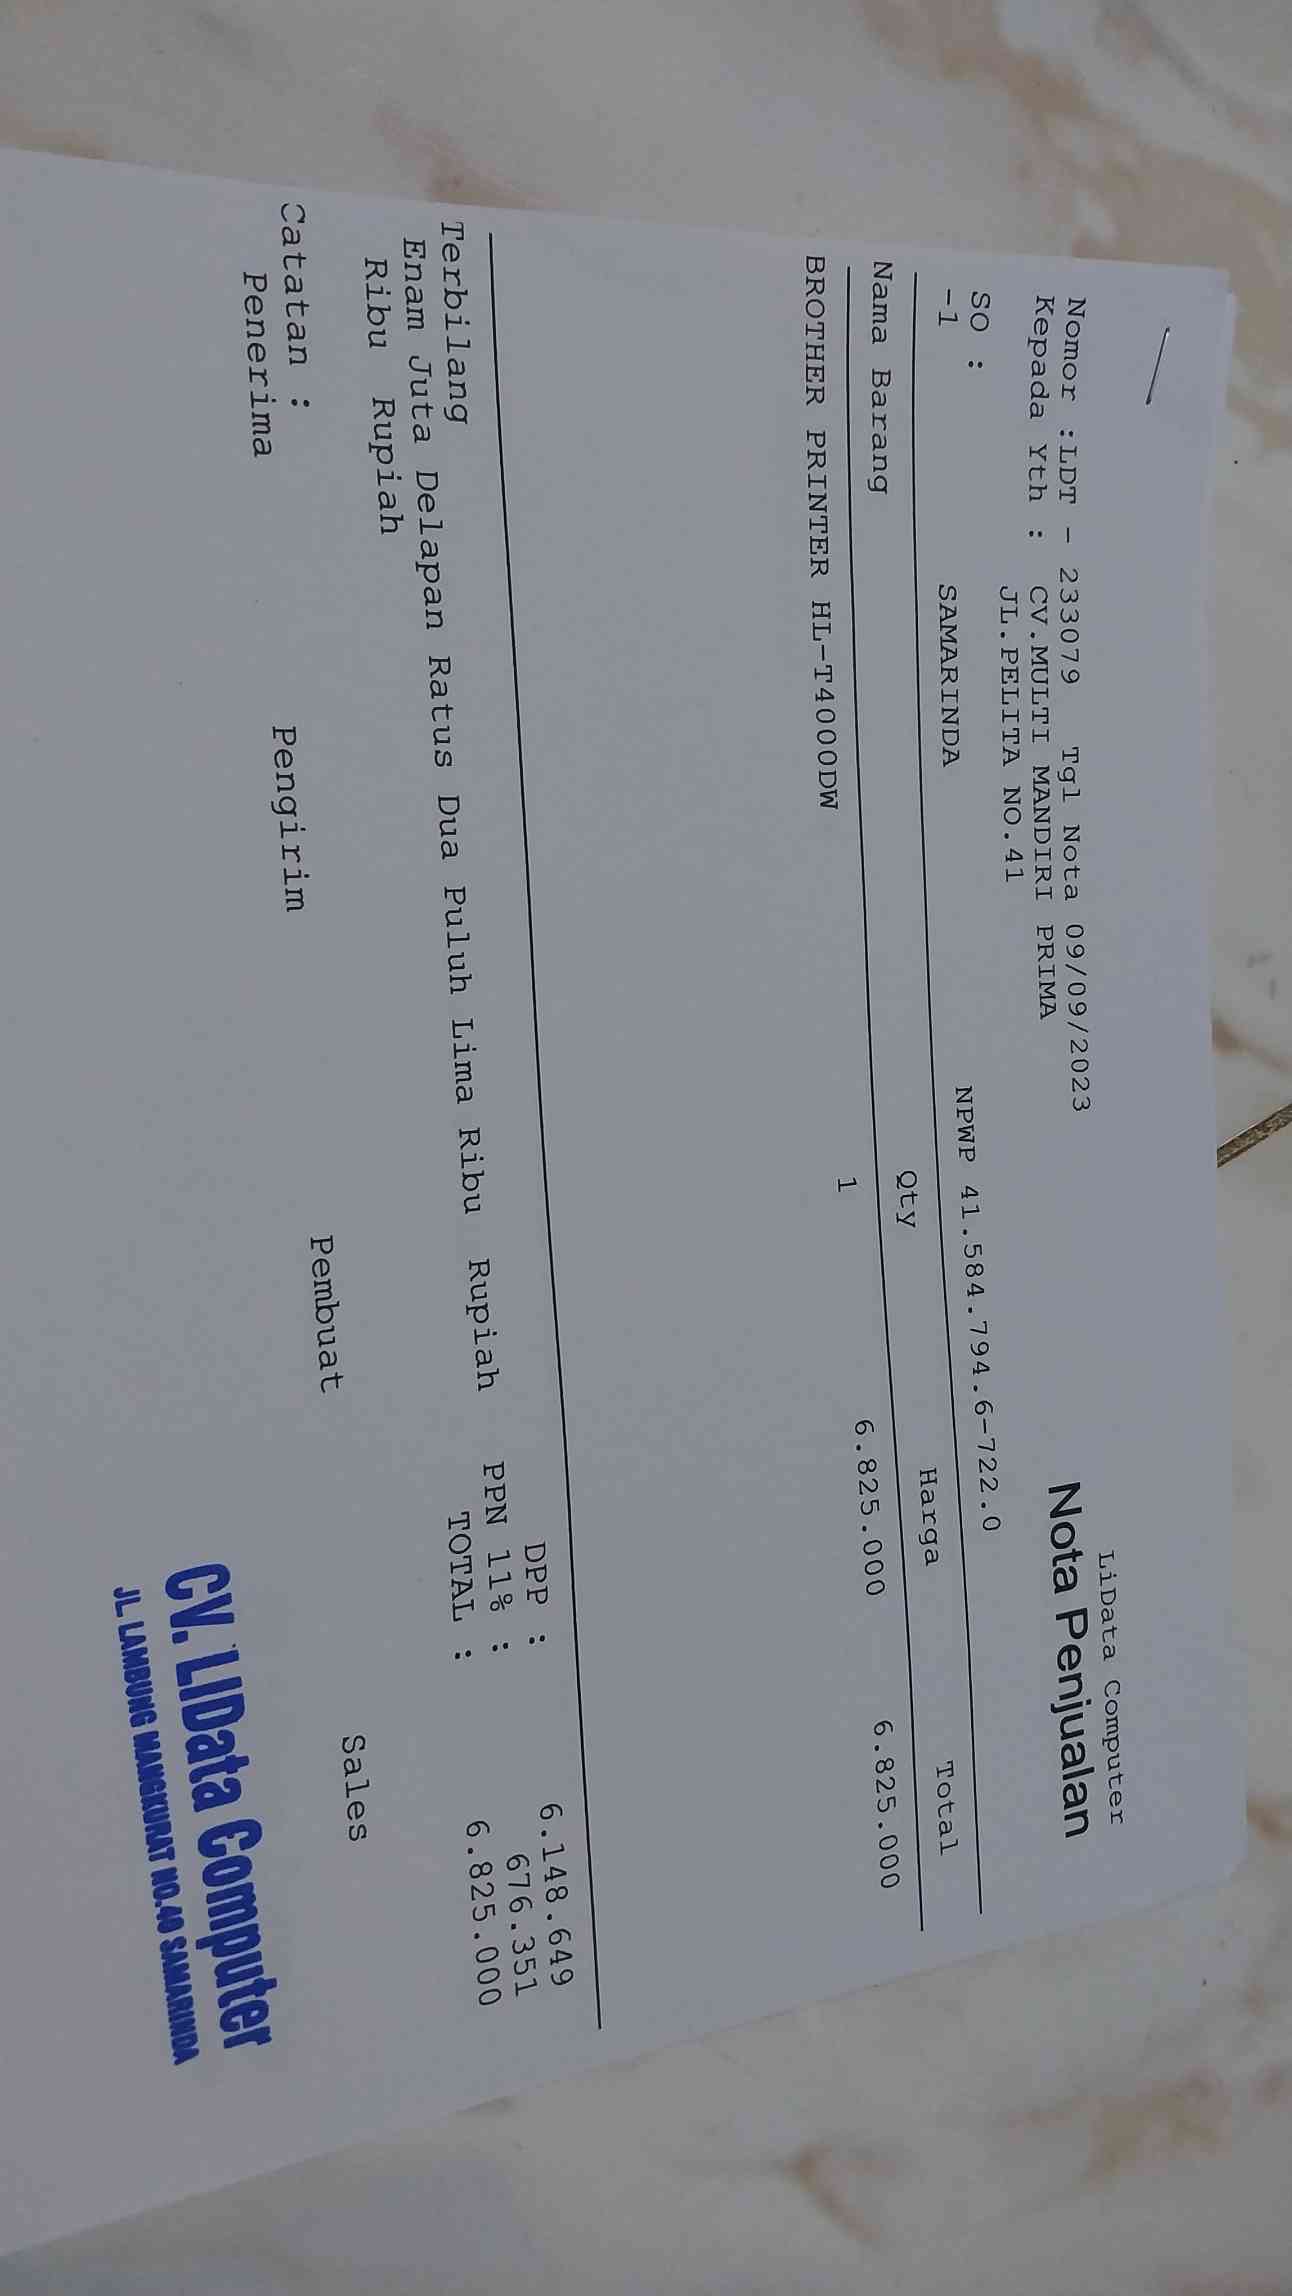 LiData Computer
Nota Penjualan
Nomor :LDT - 233079 Tgl Nota 09/09/2023
Kepada Yth : CV.MULTI MANDIRI PRIMA
JL.PELITA NO.41
SO :
-1 SAMARINDA NPWP 41.584.794.6-722.0
Nama Barang Qty Harga Total
BROTHER PRINTER HL-T4000DW 1 6.825.000 6.825.000
DPP : 6.148.649
Terbilang PPN 11% : 676.351
Enam Juta Delapan Ratus Dua Puluh Lima Ribu Rupiah TOTAL : 6.825.000
Ribu Rupiah
Catatan :
Penerima Pengirim Pembuat Sales
CV. LIData Computer
JL. LAMBUNG MANGKURAT NO.40 SAMARINDA